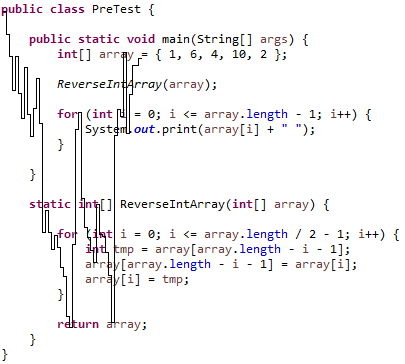 public class PreTest {
public static void main(String[] args) {
int[] array = { 1, 6, 4, 10, 2 };
ReverseIntArray(array);
for (int i = 0; i <= array.length - 1; i++) {
System.out.print(array[i] + " ");
}
}
static int[] ReverseIntArray(int[] array) {
for (int i = 0; i <= array.length / 2 - 1; i++) {
int tmp = array[array.length - i - 1];
array[array.length - i - 1] = array[i];
array[i] = tmp;
}
return array;
}
}